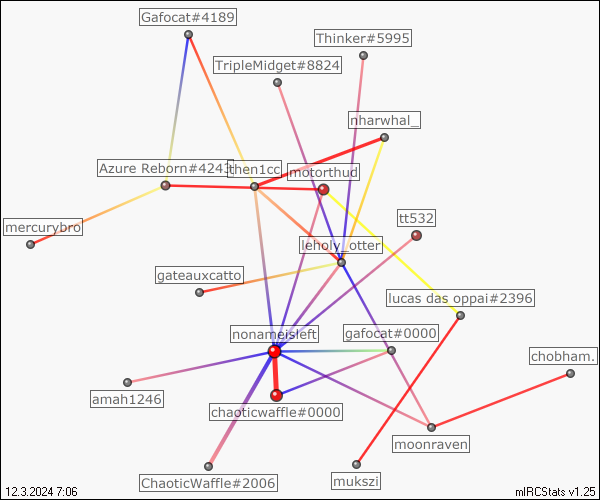 Gafocat#4189
Thinker#5995
TripleMidget#8824
nharwhal_
Azure Reborn#4243
then1cc
motorthud
mercurybro
tt532
leholy_otter
gateauxcatto
lucas das oppai#2396
nonameisleft
gafocat#0000
chobham.
amah1246
chaoticwaffle#0000
moonraven
ChaoticWaffle#2006
mukszi
12.3.2024 7:06
mIRCStats v1.25